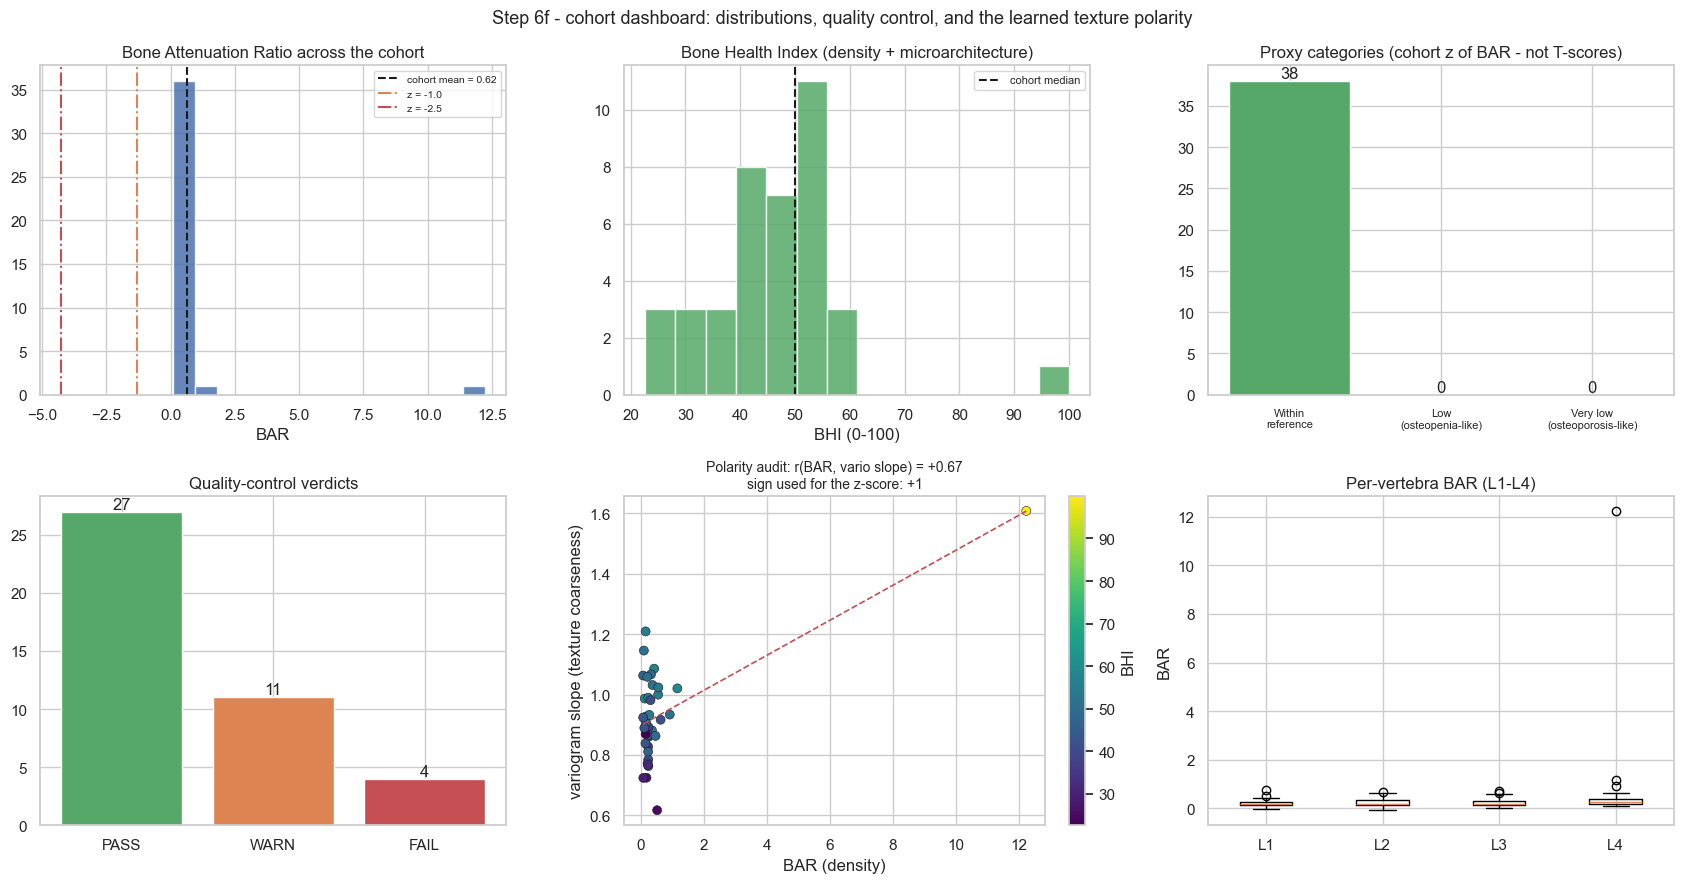 Step 6f - cohort dashboard: distributions, quality control, and the learned texture polarity
Bone Attenuation Ratio across the cohort
cohort mean = 0.62
z = -1.0
z = -2.5
35
30
25
20
15
10
5
0
−5.0
−2.5
0.0
2.5
5.0
7.5
10.0
12.5
BAR
Bone Health Index (density + microarchitecture)
cohort median
10
8
6
4
2
0
20
30
40
50
60
70
80
90
100
BHI (0-100)
Proxy categories (cohort z of BAR - not T-scores)
38
0
0
35
30
25
20
15
10
5
0
Within
reference
Low
(osteopenia-like)
Very low
(osteoporosis-like)
Quality-control verdicts
27
11
4
25
20
15
10
5
0
PASS
WARN
FAIL
Polarity audit: r(BAR, vario slope) = +0.67
sign used for the z-score: +1
variogram slope (texture coarseness)
1.6
1.4
1.2
1.0
0.8
0.6
0
2
4
6
8
10
12
BAR (density)
90
80
70
60
50
40
30
BHI
Per-vertebra BAR (L1-L4)
BAR
12
10
8
6
4
2
0
L1
L2
L3
L4